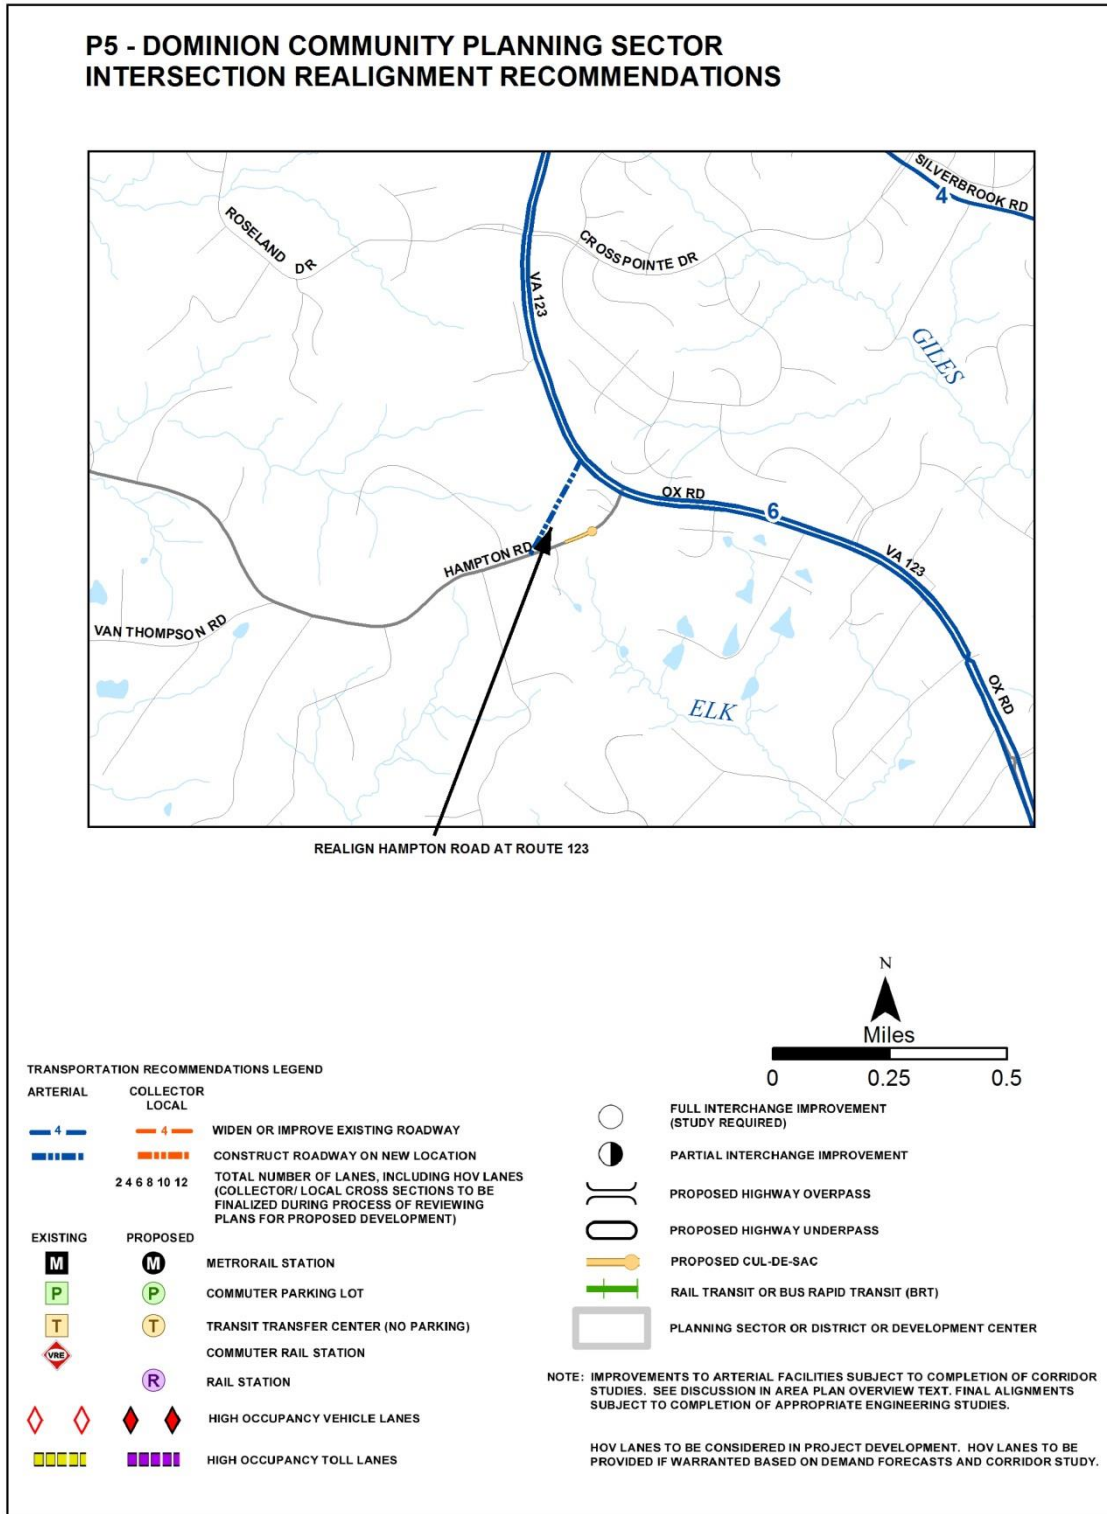 P5 - DOMINION COMMUNITY PLANNING SECTOR
INTERSECTION REALIGNMENT RECOMMENDATIONS
SILVERBROOK RD
4
ROSELAND DR
CROSSPOINTE DR
VA 123
GILES
OX RD
6
HAMPTON RD
VA 123
VAN THOMPSON RD
OX RD
ELK
REALIGN HAMPTON ROAD AT ROUTE 123
N
Miles
0 0.25 0.5
TRANSPORTATION RECOMMENDATIONS LEGEND
ARTERIAL
COLLECTOR
LOCAL
4
4
WIDEN OR IMPROVE EXISTING ROADWAY
CONSTRUCT ROADWAY ON NEW LOCATION
2 4 6 8 10 12
TOTAL NUMBER OF LANES, INCLUDING HOV LANES
(COLLECTOR/ LOCAL CROSS SECTIONS TO BE
FINALIZED DURING PROCESS OF REVIEWING
PLANS FOR PROPOSED DEVELOPMENT)
EXISTING
PROPOSED
M M METRORAIL STATION
P P COMMUTER PARKING LOT
T T TRANSIT TRANSFER CENTER (NO PARKING)
VRE COMMUTER RAIL STATION
R RAIL STATION
HIGH OCCUPANCY VEHICLE LANES
HIGH OCCUPANCY TOLL LANES
FULL INTERCHANGE IMPROVEMENT
(STUDY REQUIRED)
PARTIAL INTERCHANGE IMPROVEMENT
PROPOSED HIGHWAY OVERPASS
PROPOSED HIGHWAY UNDERPASS
PROPOSED CUL-DE-SAC
RAIL TRANSIT OR BUS RAPID TRANSIT (BRT)
PLANNING SECTOR OR DISTRICT OR DEVELOPMENT CENTER
NOTE: IMPROVEMENTS TO ARTERIAL FACILITIES SUBJECT TO COMPLETION OF CORRIDOR
STUDIES. SEE DISCUSSION IN AREA PLAN OVERVIEW TEXT. FINAL ALIGNMENTS
SUBJECT TO COMPLETION OF APPROPRIATE ENGINEERING STUDIES.
HOV LANES TO BE CONSIDERED IN PROJECT DEVELOPMENT. HOV LANES TO BE
PROVIDED IF WARRANTED BASED ON DEMAND FORECASTS AND CORRIDOR STUDY.